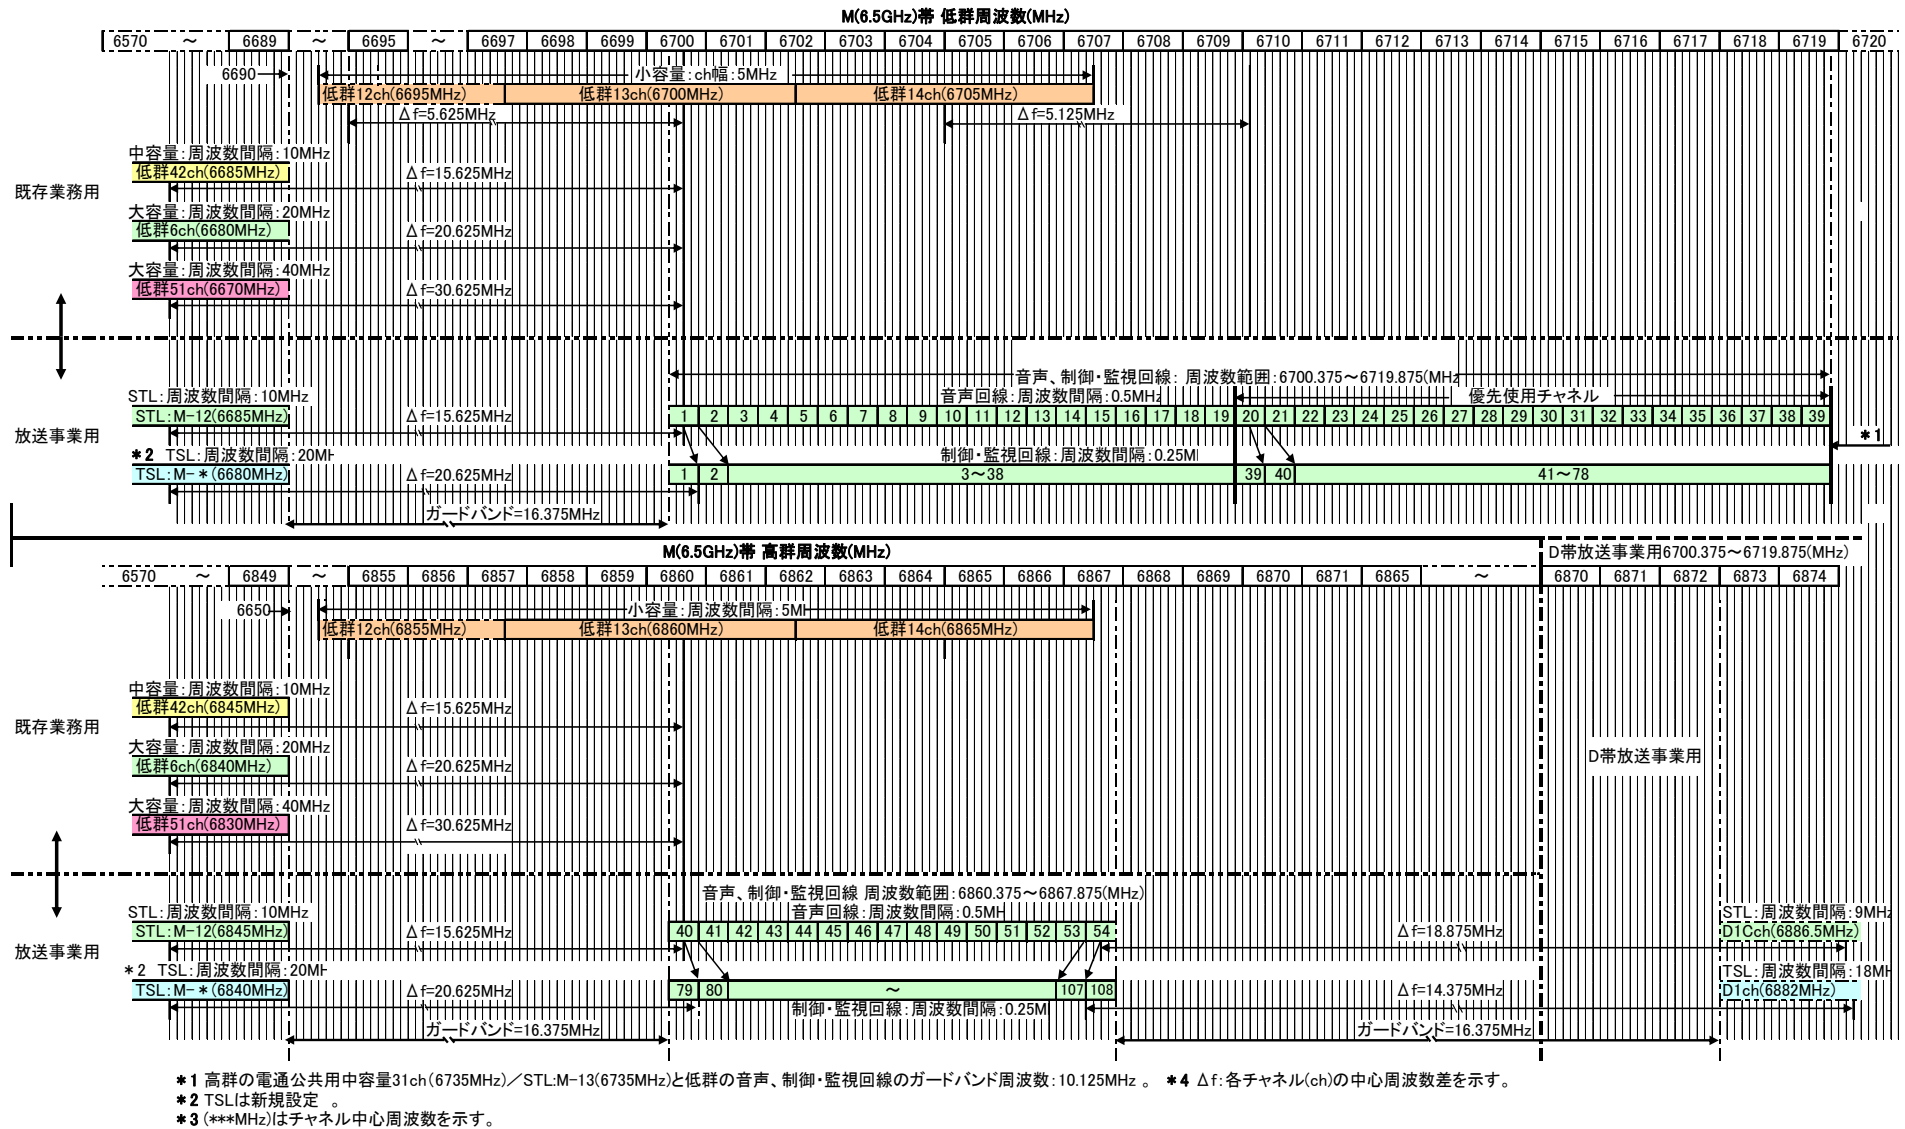 M(6.5GHz)帯 低群周波数(MHz)
6570 ～ 6689 ～ 6695 ～ 6697 6698 6699 6700 6701 6702 6703 6704 6705 6706 6707 6708 6709 6710 6711 6712 6713 6714 6715 6716 6717 6718 6719 6720
6690
小容量:ch幅:5MHz
低群12ch(6695MHz) 低群13ch(6700MHz) 低群14ch(6705MHz)
Δf=5.625MHz Δf=5.125MHz
中容量:周波数間隔:10MHz
低群42ch(6685MHz) Δf=15.625MHz
既存業務用
大容量:周波数間隔:20MHz
低群6ch(6680MHz) Δf=20.625MHz
大容量:周波数間隔:40MHz
低群51ch(6670MHz) Δf=30.625MHz
音声、制御・監視回線: 周波数範囲:6700.375～6719.875(MHz
STL:周波数間隔:10MHz 音声回線:周波数間隔:0.5MHz 優先使用チャネル
STL:M-12(6685MHz) Δf=15.625MHz 1 2 3 4 5 6 7 8 9 10 11 12 13 14 15 16 17 18 19 20 21 22 23 24 25 26 27 28 29 30 31 32 33 34 35 36 37 38 39
放送事業用 ＊1
＊2 TSL:周波数間隔:20MH 制御・監視回線:周波数間隔:0.25M
TSL:M-＊(6680MHz) Δf=20.625MHz 1 2 3～38 39 40 41～78
ガードバンド=16.375MHz
M(6.5GHz)帯 高群周波数(MHz) D帯放送事業用6700.375～6719.875(MHz)
6570 ～ 6849 ～ 6855 6856 6857 6858 6859 6860 6861 6862 6863 6864 6865 6866 6867 6868 6869 6870 6871 6865 ～ 6870 6871 6872 6873 6874
6650 小容量:周波数間隔:5MH
低群12ch(6855MHz) 低群13ch(6860MHz) 低群14ch(6865MHz)
中容量:周波数間隔:10MHz
低群42ch(6845MHz) Δf=15.625MHz
既存業務用
大容量:周波数間隔:20MHz
低群6ch(6840MHz) Δf=20.625MHz
D帯放送事業用
大容量:周波数間隔:40MHz
低群51ch(6830MHz) Δf=30.625MHz
音声、制御・監視回線 周波数範囲:6860.375～6867.875(MHz)
STL:周波数間隔:10MHz 音声回線:周波数間隔:0.5MH STL:周波数間隔:9MHz
STL:M-12(6845MHz) Δf=15.625MHz 40 41 42 43 44 45 46 47 48 49 50 51 52 53 54 Δf=18.875MHz D1Cch(6886.5MHz)
放送事業用
＊2 TSL:周波数間隔:20MH TSL:周波数間隔:18MH
TSL:M-＊(6840MHz) Δf=20.625MHz 79 80 ～ 107 108 Δf=14.375MHz D1ch(6882MHz)
制御・監視回線:周波数間隔:0.25M
ガードバンド=16.375MHz ガードバンド=16.375MHz
＊1 高群の電通公共用中容量31ch(6735MHz)／STL:M-13(6735MHz)と低群の音声、制御・監視回線のガードバンド周波数:10.125MHz 。 ＊4 Δf:各チャネル(ch)の中心周波数差を示す。
＊2 TSLは新規設定 。
＊3 (***MHz)はチャネル中心周波数を示す。